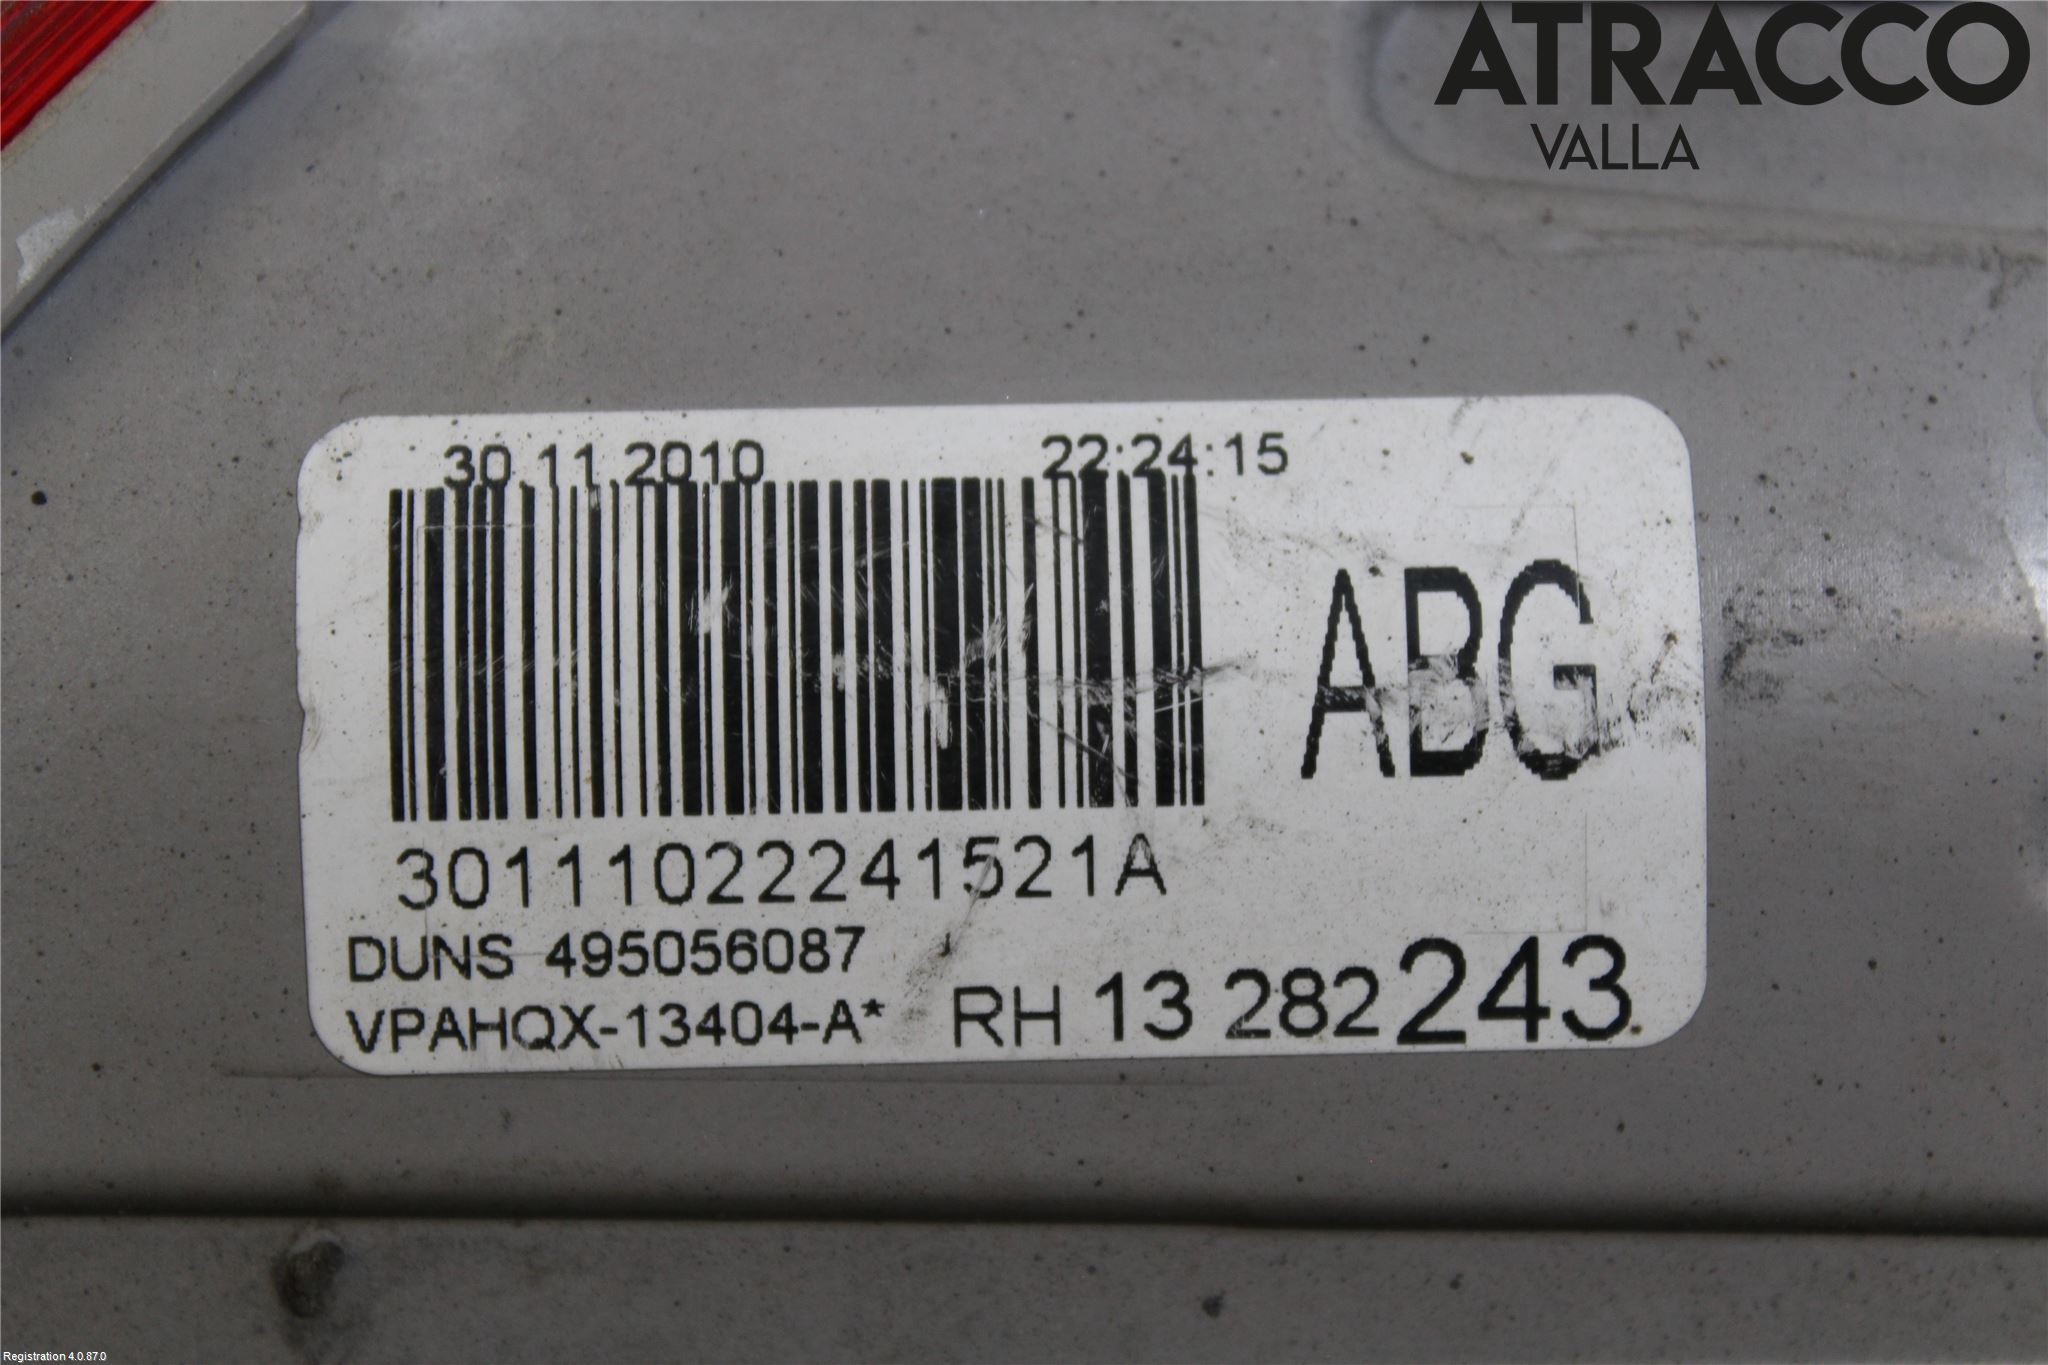 ATRACCO
VALLA
30.11.2010 22:24:15
ABG
30111022241521A
DUNS 495056087
VPAHQX-13404-A* RH 13 282 243
Registration 4.0.87.0